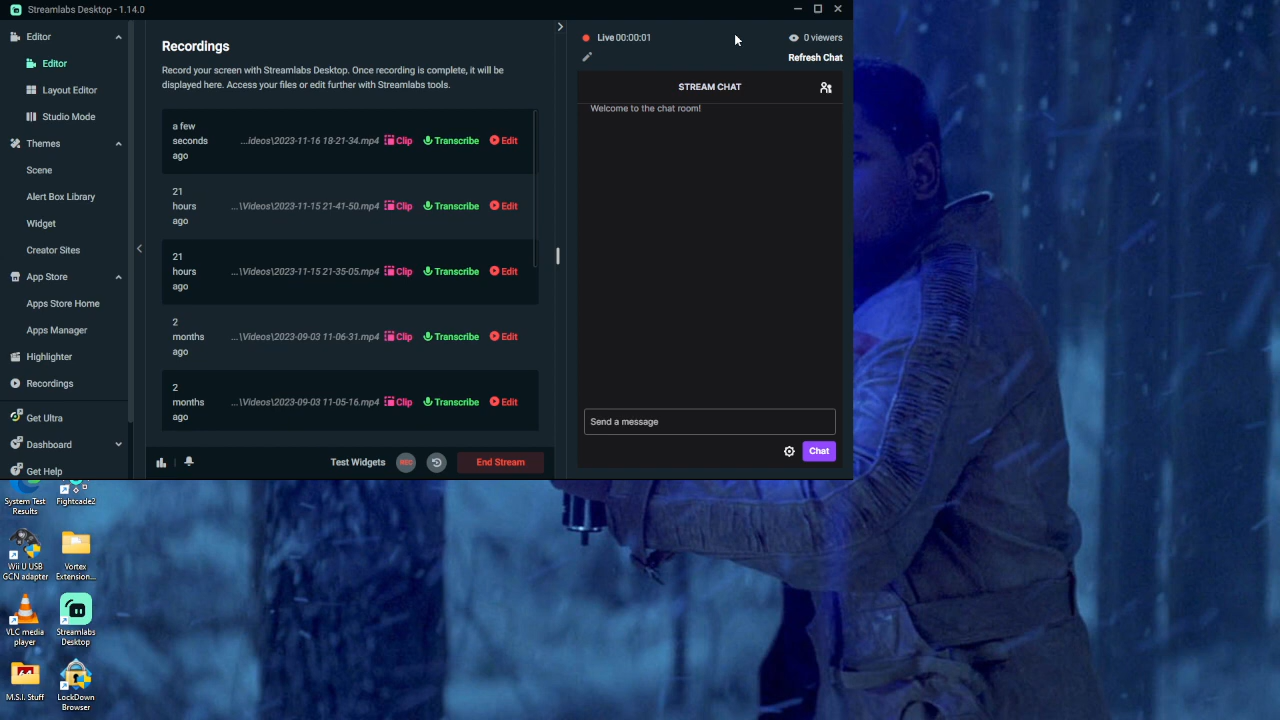 Streamlabs Desktop - 1.14.0
Editor
Editor
Layout Editor
Studio Mode
Themes
Scene
Alert Box Library
Widget
Creator Sites
App Store
Apps Store Home
Apps Manager
Highlighter
Recordings
Get Ultra
Dashboard
Get Help
Recordings
Record your screen with Streamlabs Desktop. Once recording is complete, it will be
displayed here. Access your files or edit further with Streamlabs tools.
a few
seconds
ago
...ideos\2023-11-16 18-21-34.mp4 Clip Transcribe Edit
21
hours
ago
...\Videos\2023-11-15 21-41-50.mp4 Clip Transcribe Edit
21
hours
ago
...\Videos\2023-11-15 21-35-05.mp4 Clip Transcribe Edit
2
months
ago
...\Videos\2023-09-03 11-06-31.mp4 Clip Transcribe Edit
2
months
ago
...\Videos\2023-09-03 11-05-16.mp4 Clip Transcribe Edit
Test Widgets REC End Stream
Live 00:00:01 0 viewers
Refresh Chat
STREAM CHAT
Welcome to the chat room!
Send a message
Chat
System Test
Results
Fightcade2
Wii U USB
GCN adapter
Vortex
Extension...
VLC media
player
Streamlabs
Desktop
M.S.I. Stuff
LockDown
Browser